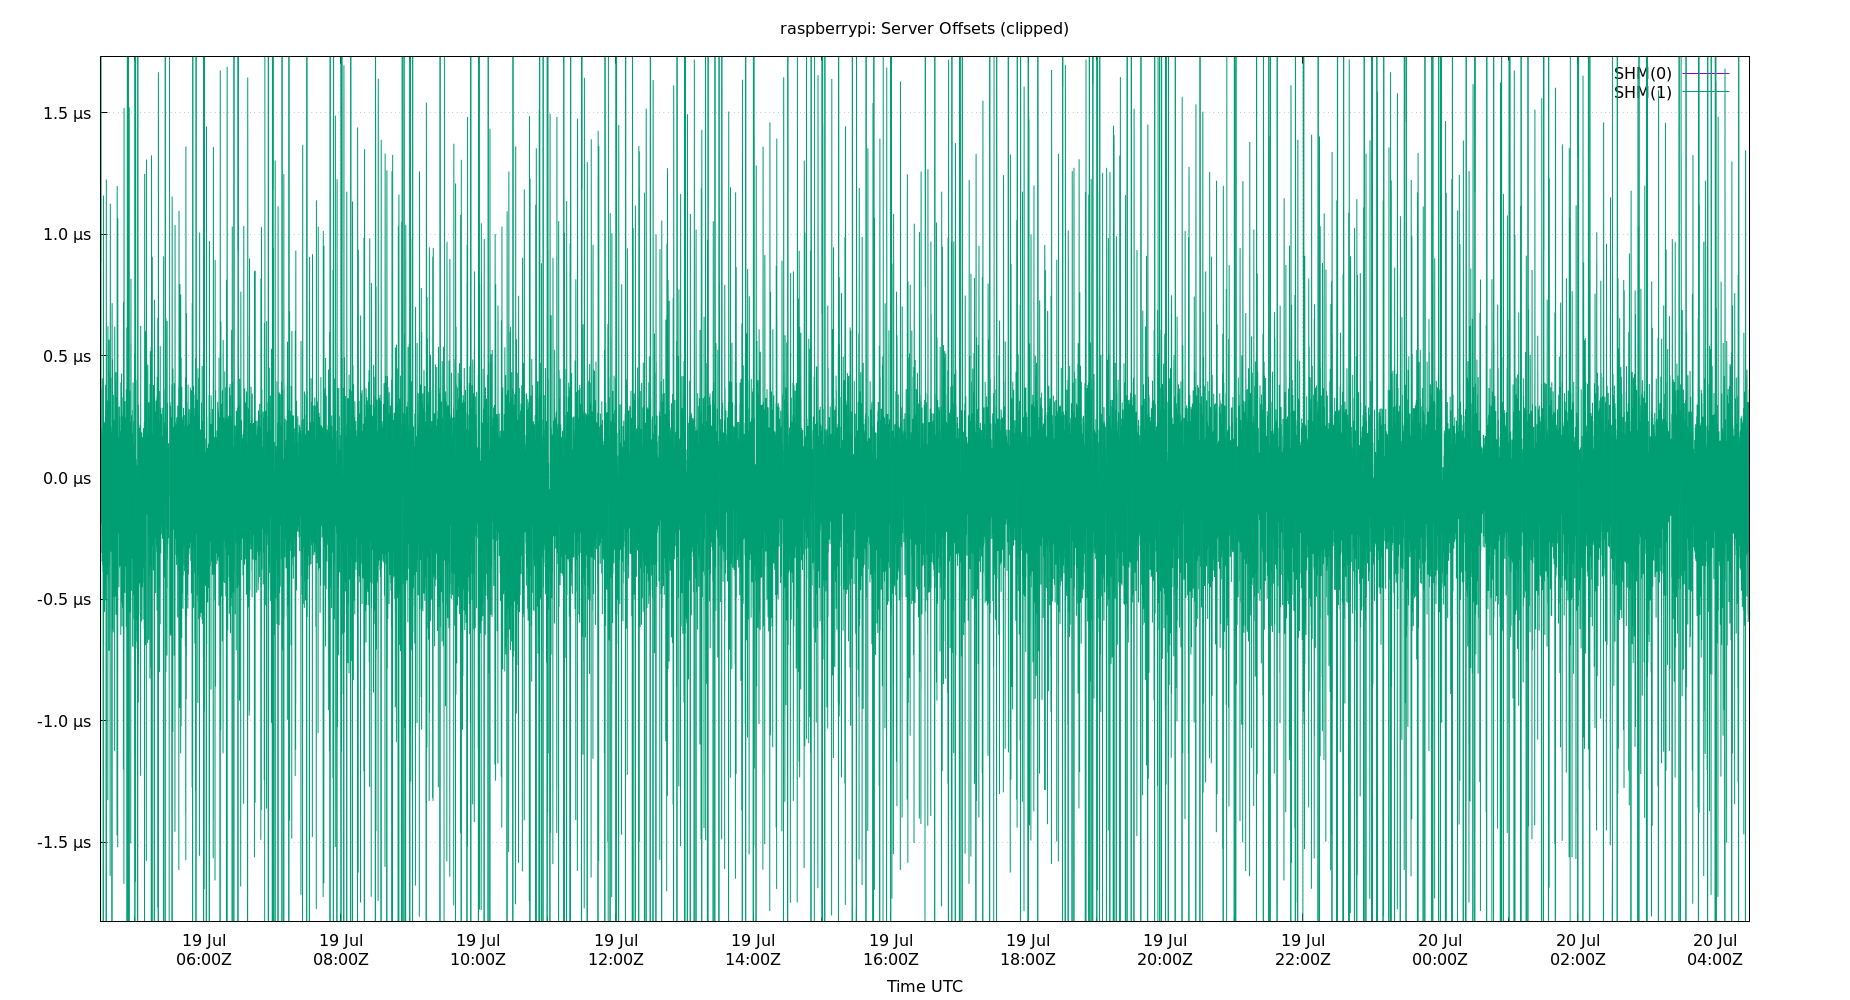 raspberrypi: Server Offsets (clipped)
SHM(0)
SHM(1)
1.5 μs
1.0 μs
0.5 μs
0.0 μs
-0.5 μs
-1.0 μs
-1.5 μs
19 Jul 19 Jul 19 Jul 19 Jul 19 Jul 19 Jul 19 Jul 19 Jul 19 Jul 20 Jul 20 Jul 20 Jul
06:00Z 08:00Z 10:00Z 12:00Z 14:00Z 16:00Z 18:00Z 20:00Z 22:00Z 00:00Z 02:00Z 04:00Z
Time UTC